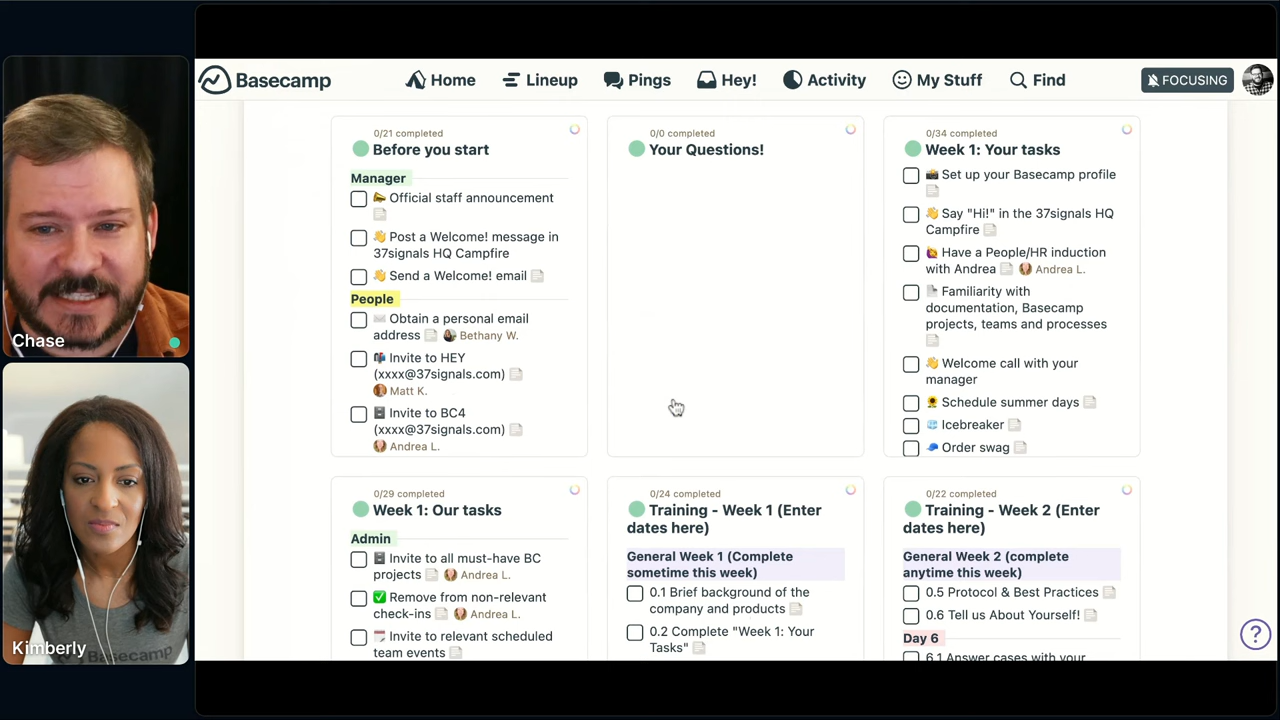 Basecamp
Home
Lineup
Pings
Hey!
Activity
My Stuff
Find
FOCUSING
0/21 completed
Before you start
Manager
Official staff announcement
Post a Welcome! message in
37signals HQ Campfire
Send a Welcome! email
People
Obtain a personal email
address Bethany W.
Invite to HEY
(xxxx@37signals.com)
Matt K.
Invite to BC4
(xxxx@37signals.com)
Andrea L.
0/0 completed
Your Questions!
0/34 completed
Week 1: Your tasks
Set up your Basecamp profile
Say "Hi!" in the 37signals HQ
Campfire
Have a People/HR induction
with Andrea Andrea L.
Familiarity with
documentation, Basecamp
projects, teams and processes
Welcome call with your
manager
Schedule summer days
Icebreaker
Order swag
0/29 completed
Week 1: Our tasks
Admin
Invite to all must-have BC
projects Andrea L.
Remove from non-relevant
check-ins Andrea L.
Invite to relevant scheduled
team events
0/24 completed
Training - Week 1 (Enter
dates here)
General Week 1 (Complete
sometime this week)
0.1 Brief background of the
company and products
0.2 Complete "Week 1: Your
Tasks"
0/22 completed
Training - Week 2 (Enter
dates here)
General Week 2 (complete
anytime this week)
0.5 Protocol & Best Practices
0.6 Tell us About Yourself!
Day 6
6.1 Answer cases with your
?
Chase
Kimberly
Basecamp